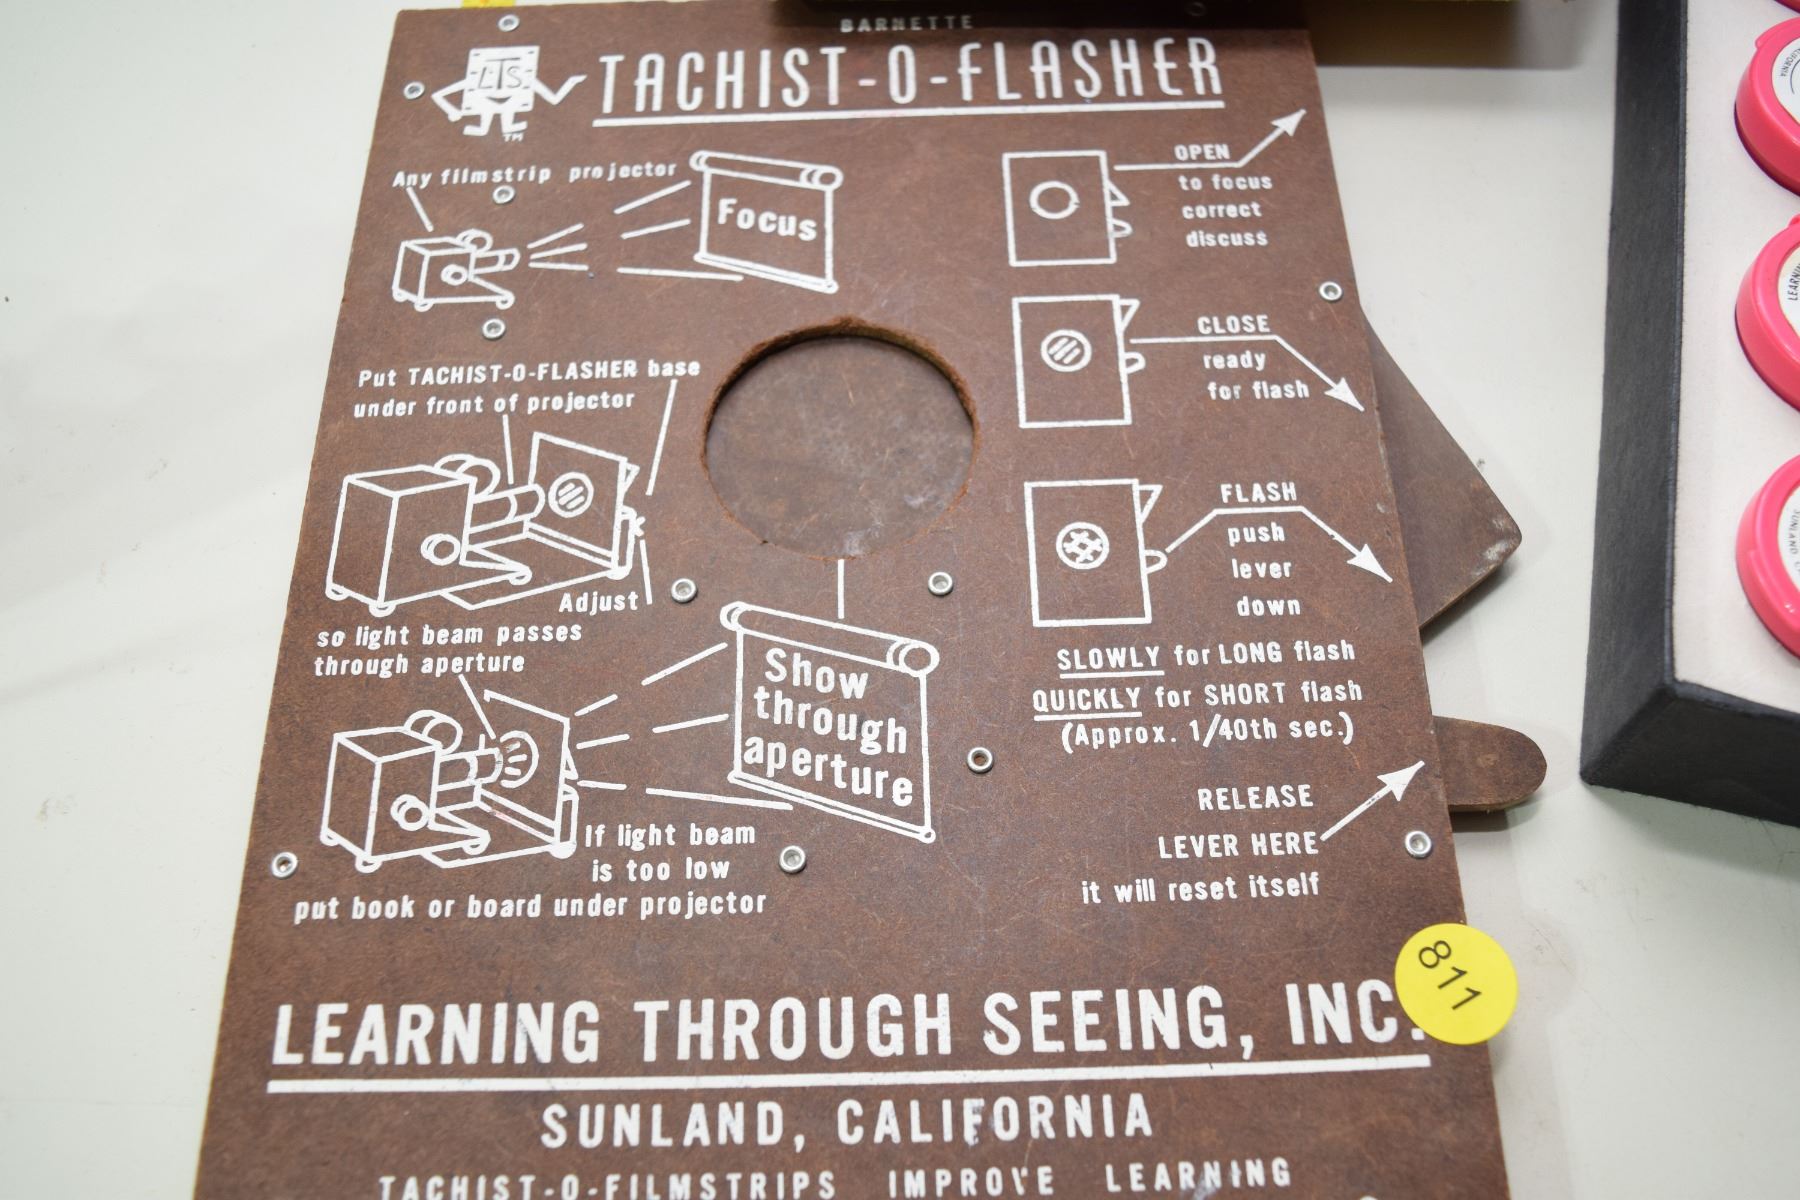 BARNETTE
LTS
TM
TACHIST-O-FLASHER
Any filmstrip projector
Focus
Put TACHIST-O-FLASHER base
under front of projector
Adjust
so light beam passes
through aperture
Show
through
aperture
If light beam
is too low
put book or board under projector
OPEN
to focus
correct
discuss
CLOSE
ready
for flash
FLASH
push
lever
down
SLOWLY for LONG flash
QUICKLY for SHORT flash
(Approx. 1/40th sec.)
RELEASE
LEVER HERE
it will reset itself
811
LEARNING THROUGH SEEING, INC.
SUNLAND, CALIFORNIA
TACHIST-O-FILMSTRIPS IMPROVE LEARNING
SUNLAND